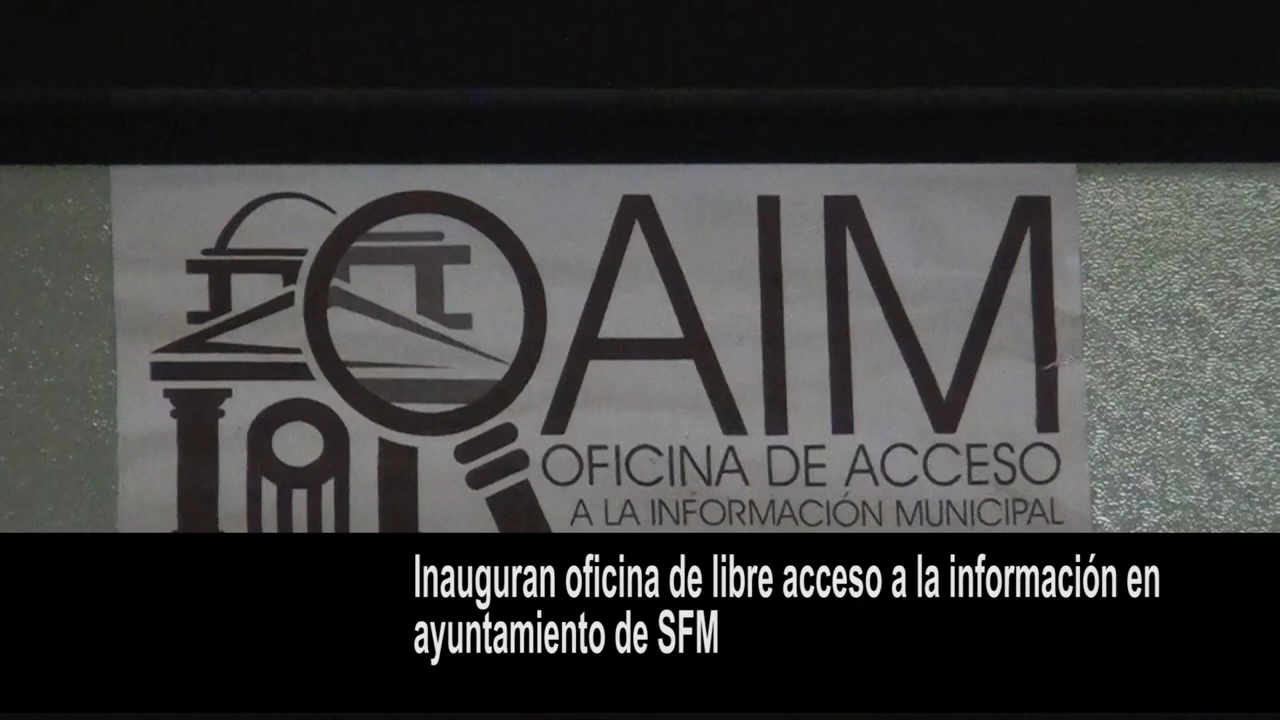 OAIM
OFICINA DE ACCESO
A LA INFORMACIÓN MUNICIPAL
Inauguran oficina de libre acceso a la información en
ayuntamiento de SFM